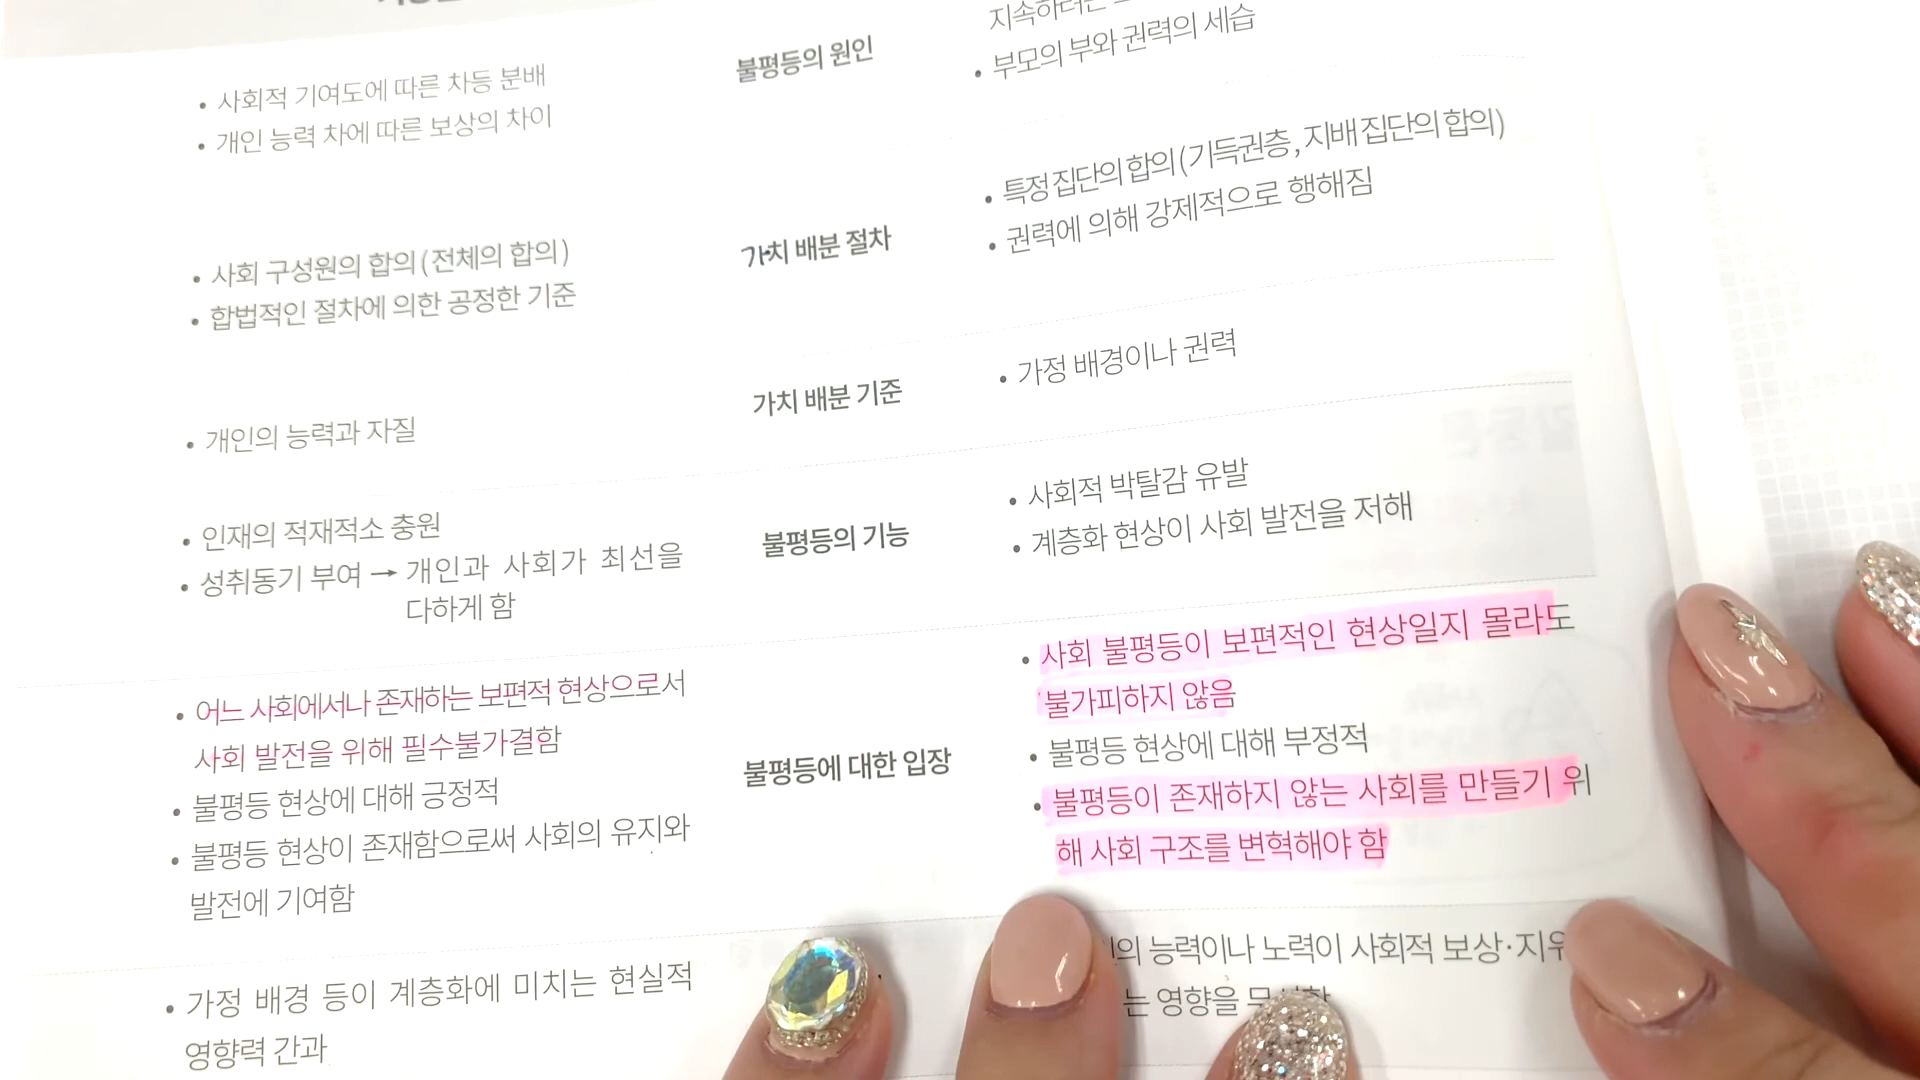 불평등의 원인
• 사회적 기여도에 따른 차등 분배
• 개인 능력 차에 따른 보상의 차이
• 부모의 부와 권력의 세습
가치 배분 절차
• 사회 구성원의 합의(전체의 합의)
• 합법적인 절차에 의한 공정한 기준
• 특정 집단의 합의(기득권층, 지배 집단의 합의)
• 권력에 의해 강제적으로 행해짐
가치 배분 기준
• 개인의 능력과 자질
• 가정 배경이나 권력
불평등의 기능
• 인재의 적재적소 충원
• 성취동기 부여 → 개인과 사회가 최선을
다하게 함
• 사회적 박탈감 유발
• 계층화 현상이 사회 발전을 저해
불평등에 대한 입장
• 어느 사회에서나 존재하는 보편적 현상으로서
사회 발전을 위해 필수불가결함
• 불평등 현상에 대해 긍정적
• 불평등 현상이 존재함으로써 사회의 유지와
발전에 기여함
• 사회 불평등이 보편적인 현상일지 몰라도
불가피하지 않음
• 불평등 현상에 대해 부정적
• 불평등이 존재하지 않는 사회를 만들기 위
해 사회 구조를 변혁해야 함
• 가정 배경 등이 계층화에 미치는 현실적
영향력 간과
능력이나 노력이 사회적 보상·지위
는 영향을